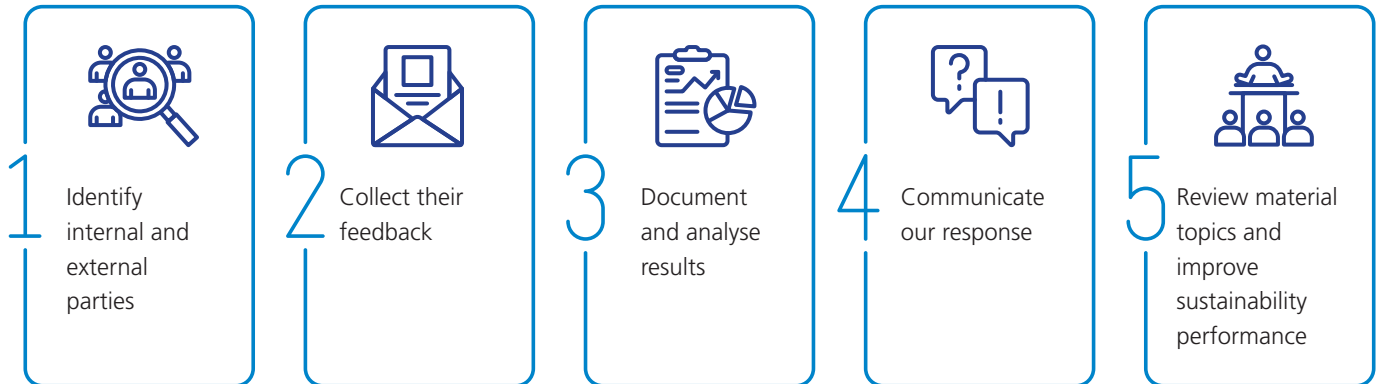 1
Identify
internal and
external
parties
2
Collect their
feedback
3
Document
and analyse
results
4
Communicate
our response
5
Review material
topics and
improve
sustainability
performance